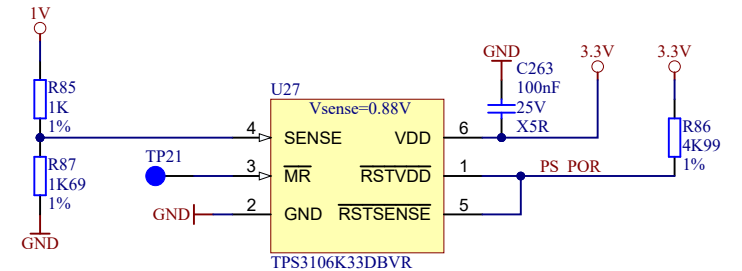 1V
R85
1K
1%
R87
1K69
1%
GND
TP21
GND
U27
Vsense=0.88V
4 SENSE VDD 6
3 MR RSTVDD 1
2 GND RSTSENSE 5
TPS3106K33DBVR
GND
C263
100nF
25V
X5R
3.3V
3.3V
R86
4K99
1%
PS_POR